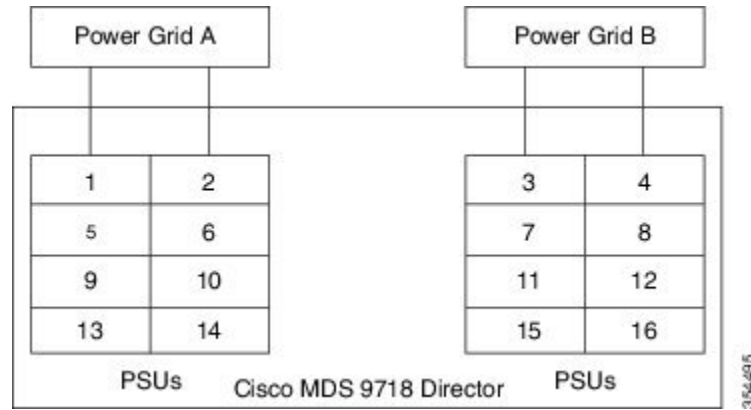 Power Grid A
Power Grid B
1 2 3 4
5 6 7 8
9 10 11 12
13 14 15 16
PSUs
Cisco MDS 9718 Director
PSUs
354495